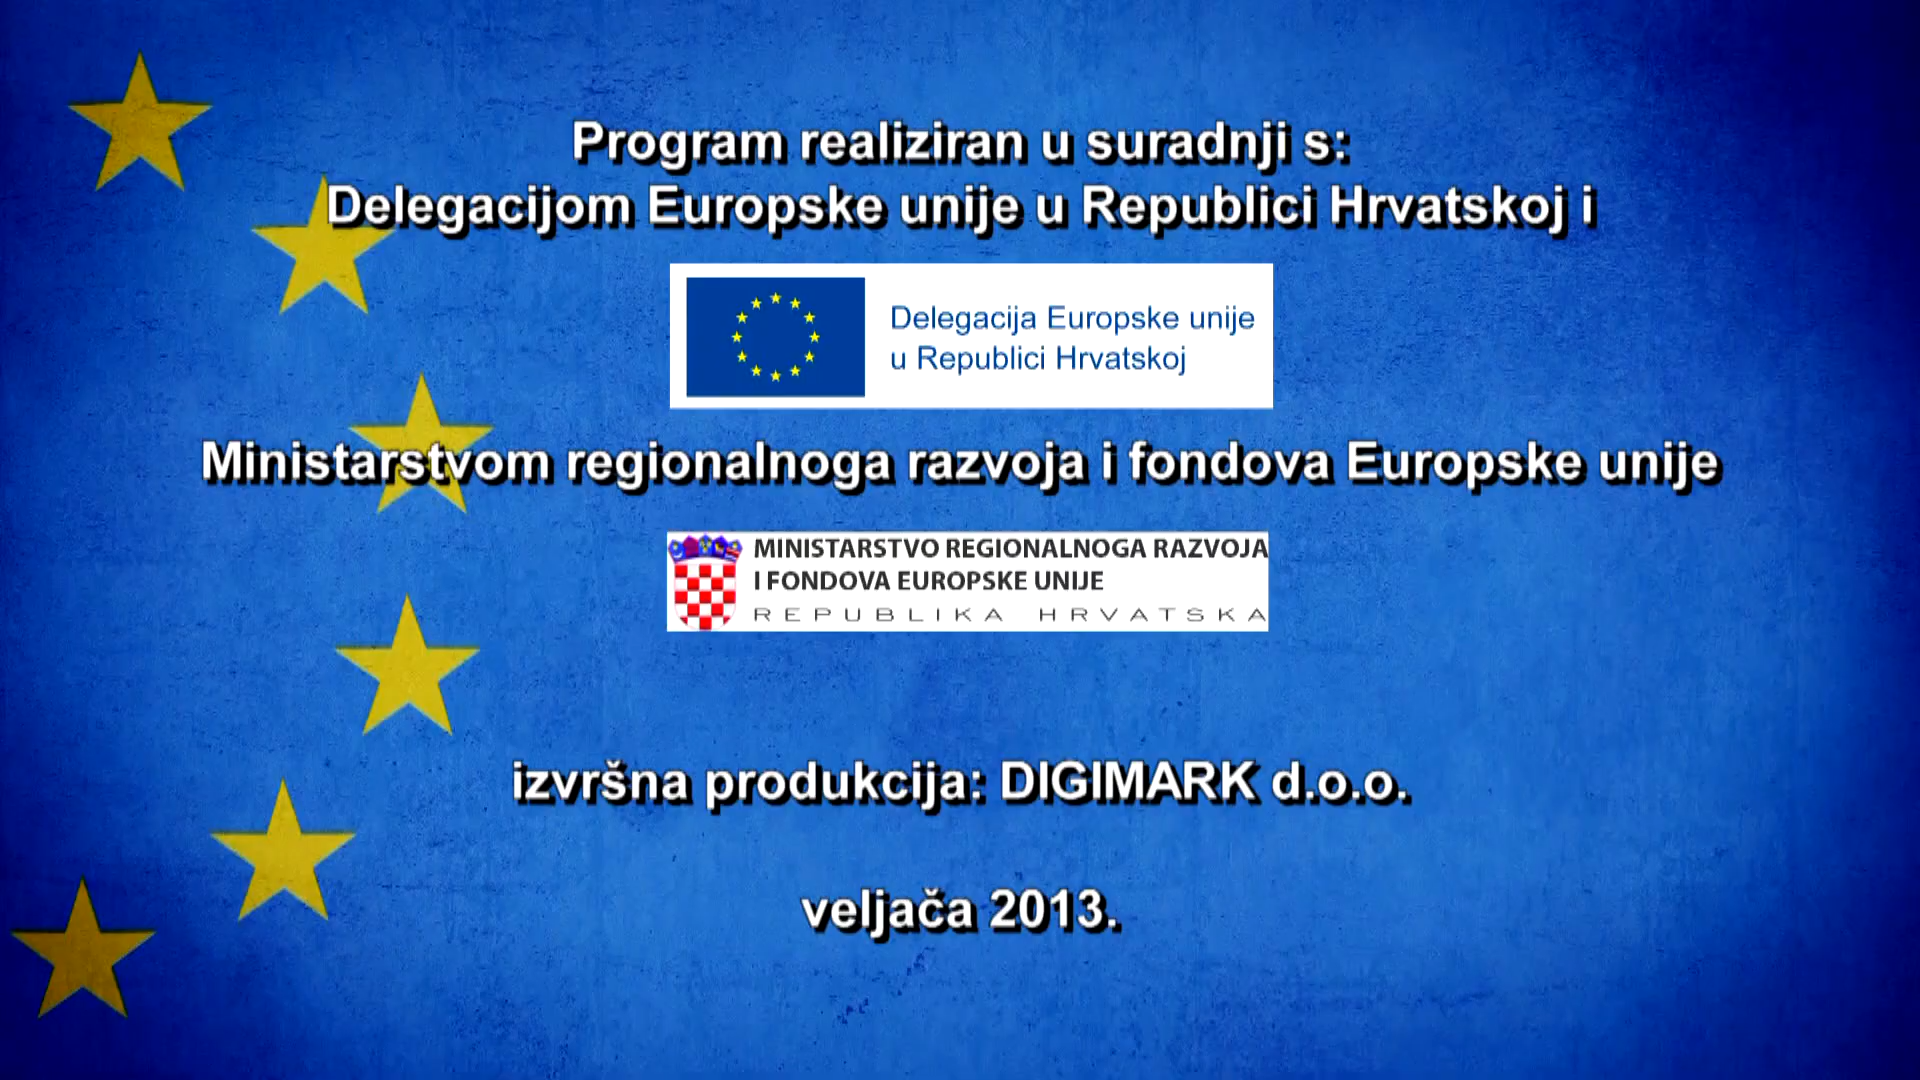 Program realiziran u suradnji s:
Delegacijom Europske unije u Republici Hrvatskoj i
Delegacija Europske unije
u Republici Hrvatskoj
Ministarstvom regionalnoga razvoja i fondova Europske unije
MINISTARSTVO REGIONALNOGA RAZVOJA
I FONDOVA EUROPSKE UNIJE
REPUBLIKA HRVATSKA
izvršna produkcija: DIGIMARK d.o.o.
veljača 2013.